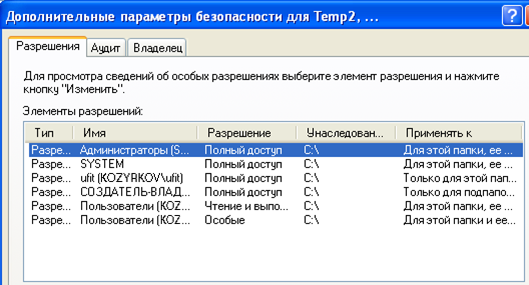 Дополнительные параметры безопасности для Temp2, ...
Разрешения Аудит Владелец
Для просмотра сведений об особых разрешениях выберите элемент разрешения и нажмите
кнопку "Изменить".
Элементы разрешений:
Тип Имя Разрешение Унаследован... Применять к
Разре... Администраторы (S... Полный доступ C:\ Для этой папки, ее ...
Разре... SYSTEM Полный доступ C:\ Для этой папки, ее ...
Разре... ufit (KOZYRKOV\ufit) Полный доступ C:\ Только для этой пап...
Разре... СОЗДАТЕЛЬ-ВЛАД... Полный доступ C:\ Только для подпапо...
Разре... Пользователи (KOZ... Чтение и выпо... C:\ Для этой папки, ее ...
Разре... Пользователи (KOZ... Особые C:\ Для этой папки и ее...